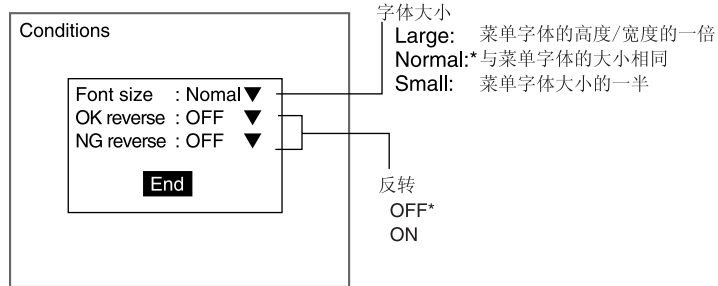 Conditions
Font size : Nomal▼
OK reverse : OFF ▼
NG reverse : OFF ▼
End
字体大小
Large: 菜单字体的高度/宽度的一倍
Normal:*与菜单字体的大小相同
Small: 菜单字体大小的一半
反转
OFF*
ON